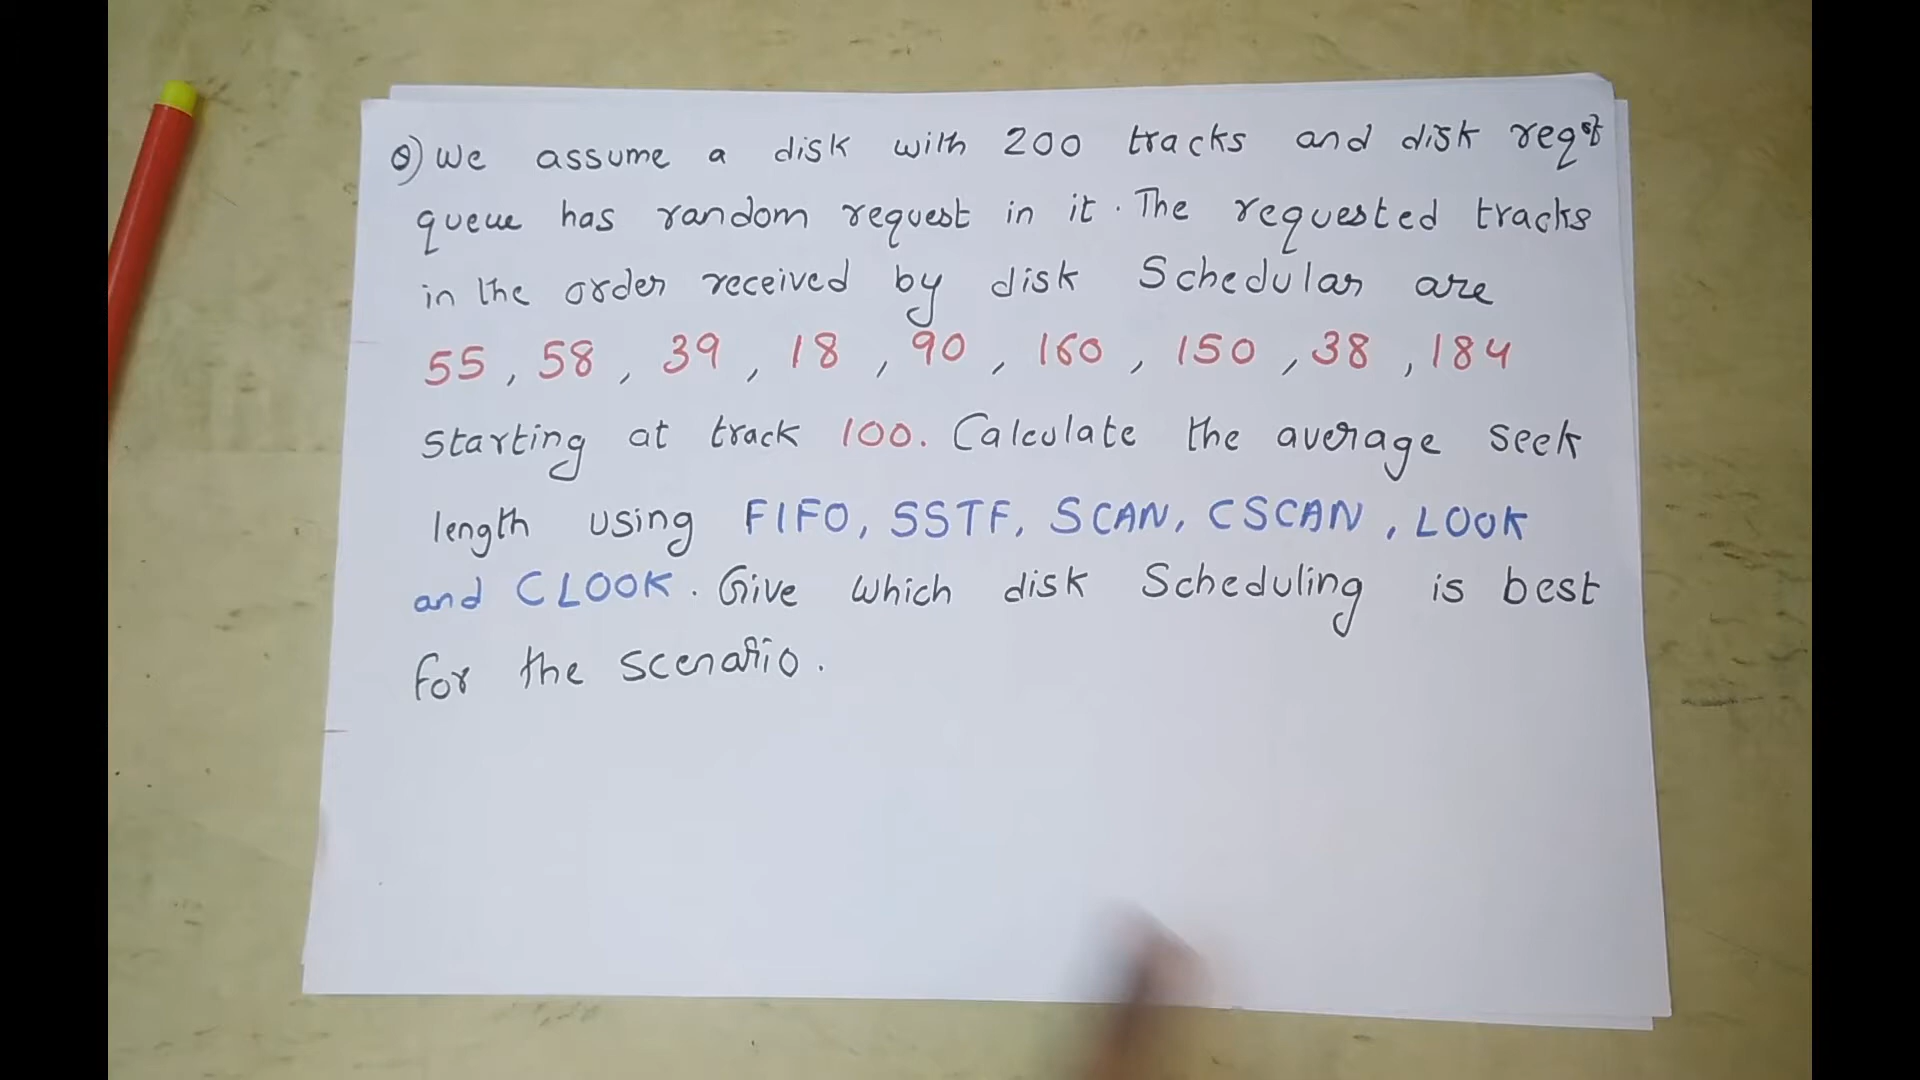 Q) We assume a disk with 200 tracks and disk reqst
queue has random request in it. The requested tracks
in the order received by disk Schedular are
55, 58, 39, 18, 90, 160, 150, 38, 184
Starting at track 100. Calculate the average seek
length using FIFO, SSTF, SCAN, CSCAN, LOOK
and CLOOK. Give which disk Scheduling is best
for the scenario.